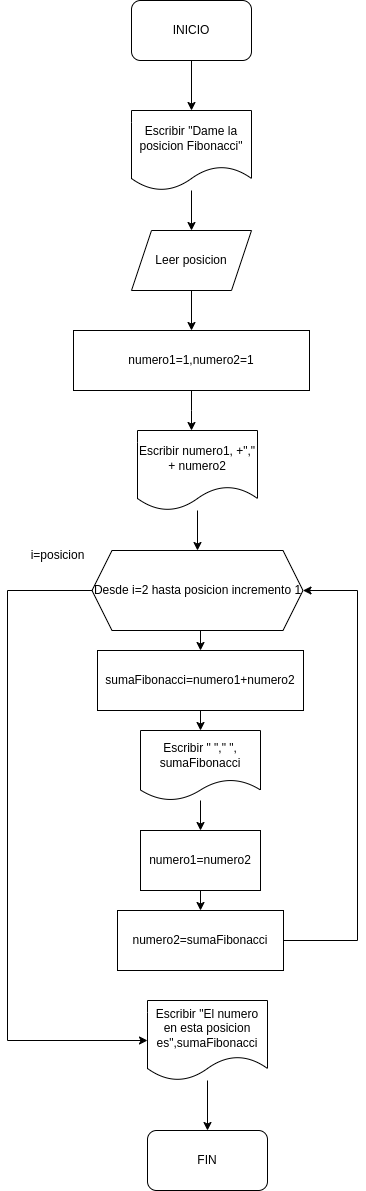 INICIO
Escribir "Dame la
posicion Fibonacci"
Leer posicion
numero1=1,numero2=1
Escribir numero1, +","
+ numero2
i=posicion
Desde i=2 hasta posicion incremento 1
sumaFibonacci=numero1+numero2
Escribir " "," ",
sumaFibonacci
numero1=numero2
numero2=sumaFibonacci
Escribir "El numero
en esta posicion
es",sumaFibonacci
FIN